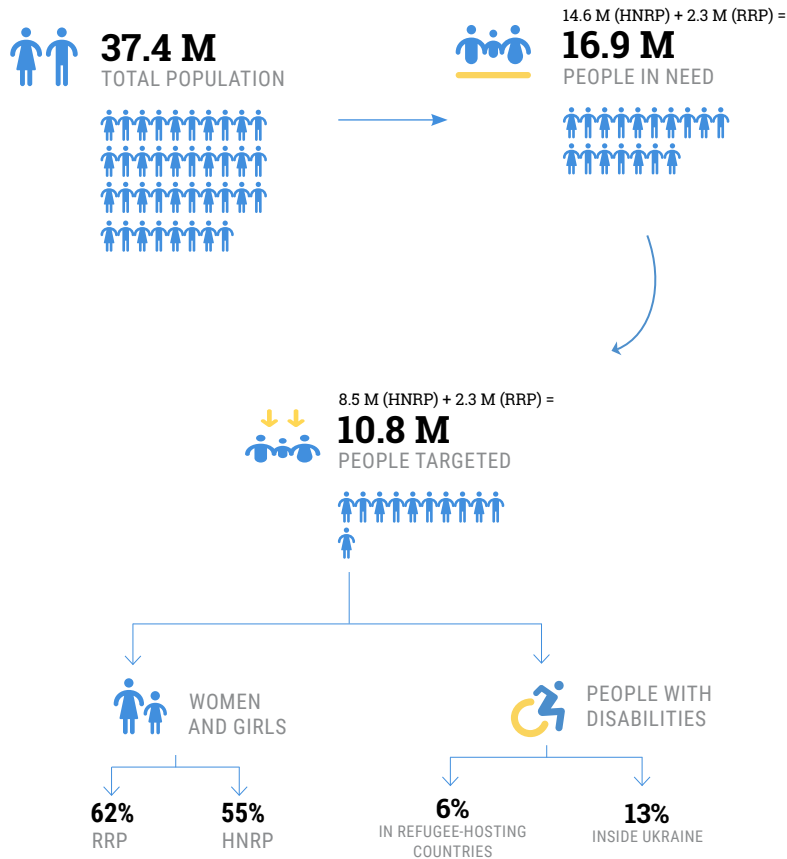 37.4 M
TOTAL POPULATION
14.6 M (HNRP) + 2.3 M (RRP) =
16.9 M
PEOPLE IN NEED
8.5 M (HNRP) + 2.3 M (RRP) =
10.8 M
PEOPLE TARGETED
WOMEN
AND GIRLS
62%
RRP
55%
HNRP
PEOPLE WITH
DISABILITIES
6%
IN REFUGEE-HOSTING
COUNTRIES
13%
INSIDE UKRAINE